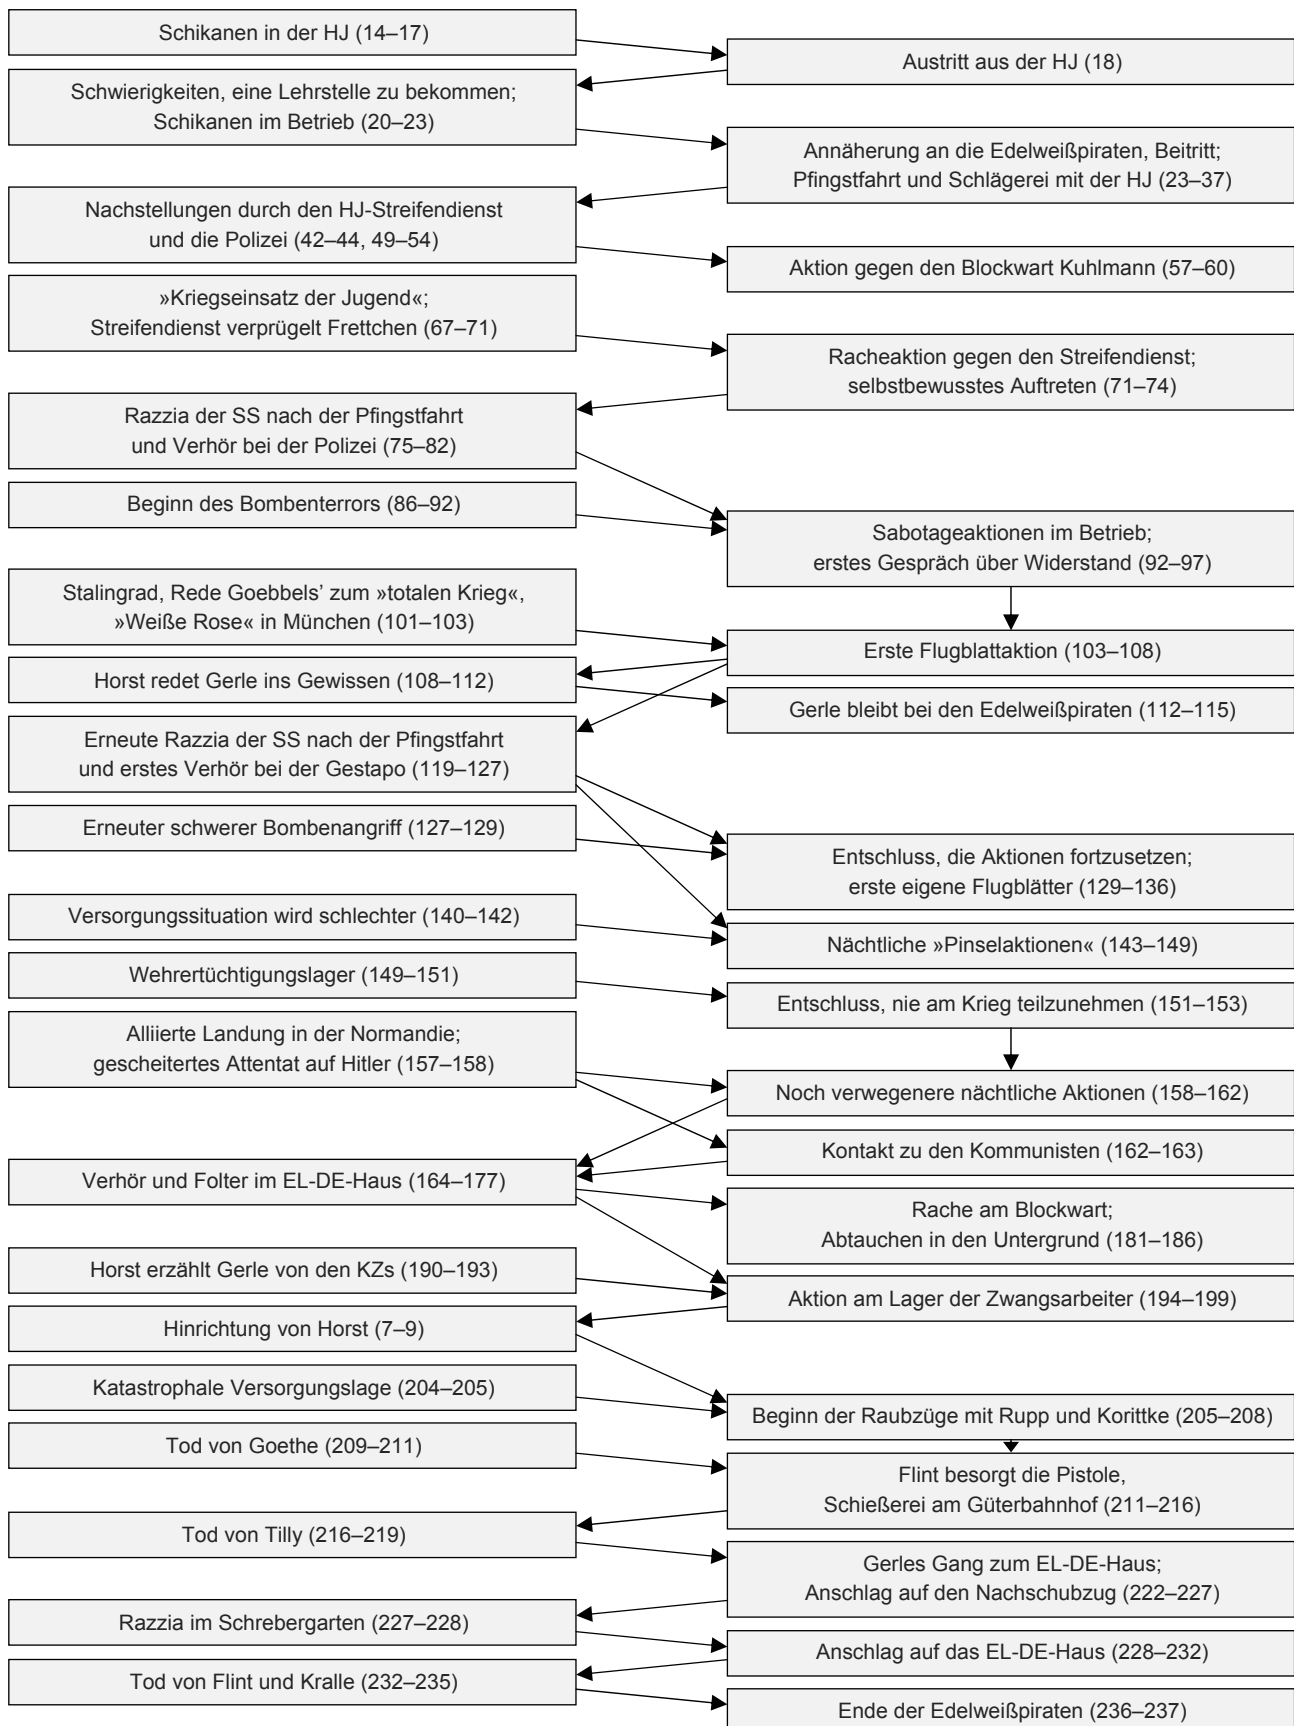 Schikanen in der HJ (14–17)
Austritt aus der HJ (18)
Schwierigkeiten, eine Lehrstelle zu bekommen;
Schikanen im Betrieb (20–23)
Annäherung an die Edelweißpiraten, Beitritt;
Pfingstfahrt und Schlägerei mit der HJ (23–37)
Nachstellungen durch den HJ-Streifendienst
und die Polizei (42–44, 49–54)
Aktion gegen den Blockwart Kuhlmann (57–60)
»Kriegseinsatz der Jugend«;
Streifendienst verprügelt Frettchen (67–71)
Racheaktion gegen den Streifendienst;
selbstbewusstes Auftreten (71–74)
Razzia der SS nach der Pfingstfahrt
und Verhör bei der Polizei (75–82)
Beginn des Bombenterrors (86–92)
Sabotageaktionen im Betrieb;
erstes Gespräch über Widerstand (92–97)
Stalingrad, Rede Goebbels’ zum »totalen Krieg«,
»Weiße Rose« in München (101–103)
Erste Flugblattaktion (103–108)
Horst redet Gerle ins Gewissen (108–112)
Gerle bleibt bei den Edelweißpiraten (112–115)
Erneute Razzia der SS nach der Pfingstfahrt
und erstes Verhör bei der Gestapo (119–127)
Erneuter schwerer Bombenangriff (127–129)
Entschluss, die Aktionen fortzusetzen;
erste eigene Flugblätter (129–136)
Versorgungssituation wird schlechter (140–142)
Nächtliche »Pinselaktionen« (143–149)
Wehrertüchtigungslager (149–151)
Entschluss, nie am Krieg teilzunehmen (151–153)
Alliierte Landung in der Normandie;
gescheitertes Attentat auf Hitler (157–158)
Noch verwegenere nächtliche Aktionen (158–162)
Kontakt zu den Kommunisten (162–163)
Verhör und Folter im EL-DE-Haus (164–177)
Rache am Blockwart;
Abtauchen in den Untergrund (181–186)
Horst erzählt Gerle von den KZs (190–193)
Aktion am Lager der Zwangsarbeiter (194–199)
Hinrichtung von Horst (7–9)
Katastrophale Versorgungslage (204–205)
Beginn der Raubzüge mit Rupp und Korittke (205–208)
Tod von Goethe (209–211)
Flint besorgt die Pistole,
Schießerei am Güterbahnhof (211–216)
Tod von Tilly (216–219)
Gerles Gang zum EL-DE-Haus;
Anschlag auf den Nachschubzug (222–227)
Razzia im Schrebergarten (227–228)
Anschlag auf das EL-DE-Haus (228–232)
Tod von Flint und Kralle (232–235)
Ende der Edelweißpiraten (236–237)